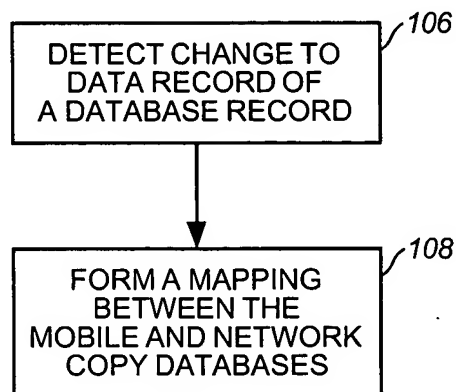 106
DETECT CHANGE TO
DATA RECORD OF
A DATABASE RECORD
108
FORM A MAPPING
BETWEEN THE
MOBILE AND NETWORK
COPY DATABASES